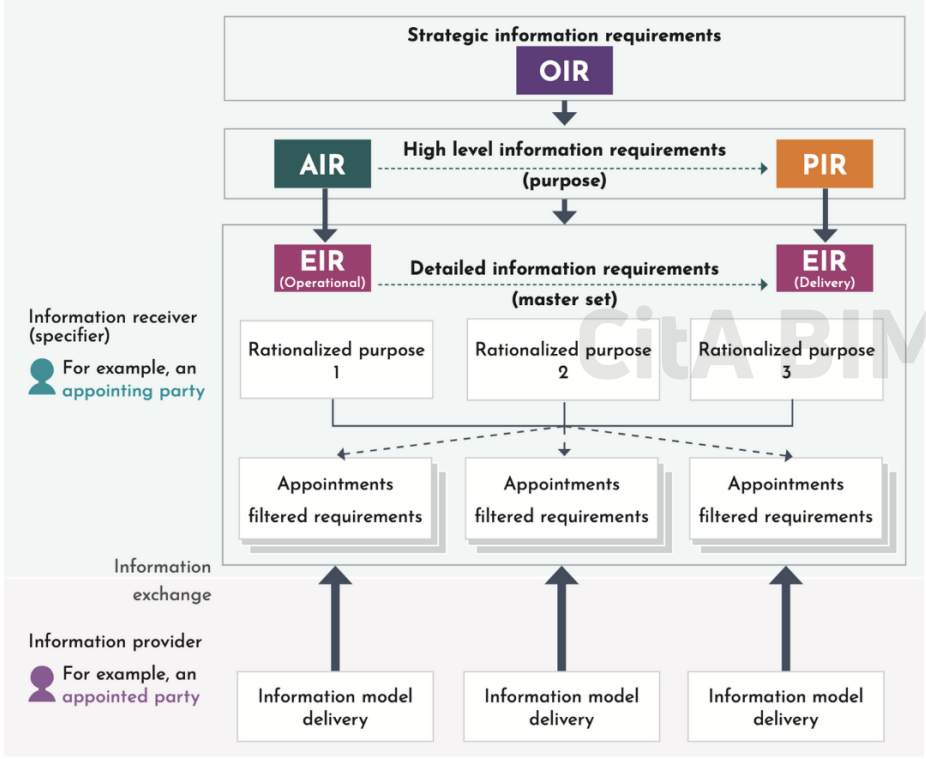 Strategic information requirements
OIR
AIR
High level information requirements
(purpose)
PIR
EIR
(Operational)
Detailed information requirements
(master set)
EIR
(Delivery)
Information receiver
(specifier)
For example, an
appointing party
Rationalized purpose
1
Rationalized purpose
2
Rationalized purpose
3
CitA BIM
Appointments
filtered requirements
Appointments
filtered requirements
Appointments
filtered requirements
Information
exchange
Information provider
For example, an
appointed party
Information model
delivery
Information model
delivery
Information model
delivery